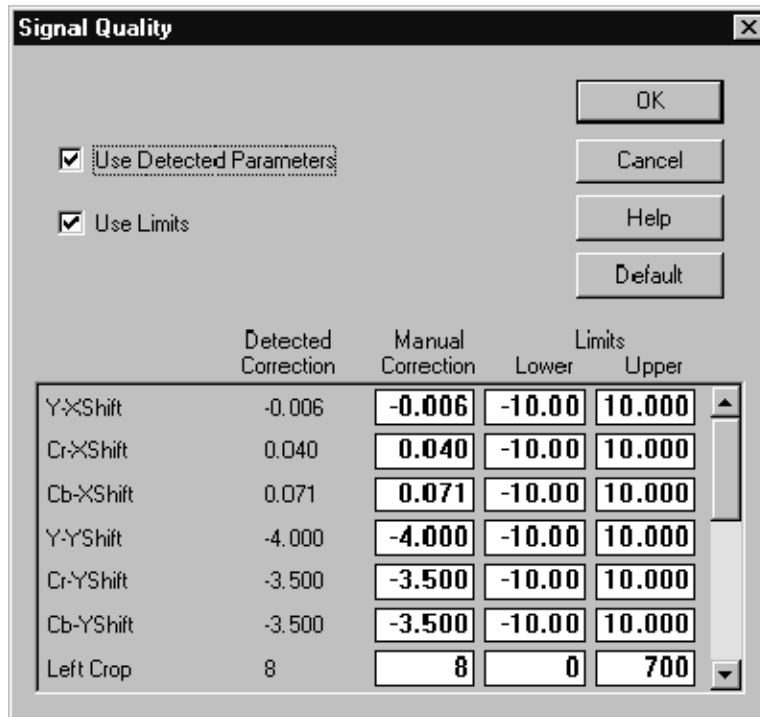 Signal Quality
OK
Use Detected Parameters
Cancel
Use Limits
Help
Default
Detected Correction Manual Correction Limits Lower Upper
Y-XShift -0.006 -0.006 -10.00 10.000
Cr-XShift 0.040 0.040 -10.00 10.000
Cb-XShift 0.071 0.071 -10.00 10.000
Y-YShift -4.000 -4.000 -10.00 10.000
Cr-YShift -3.500 -3.500 -10.00 10.000
Cb-YShift -3.500 -3.500 -10.00 10.000
Left Crop 8 8 0 700